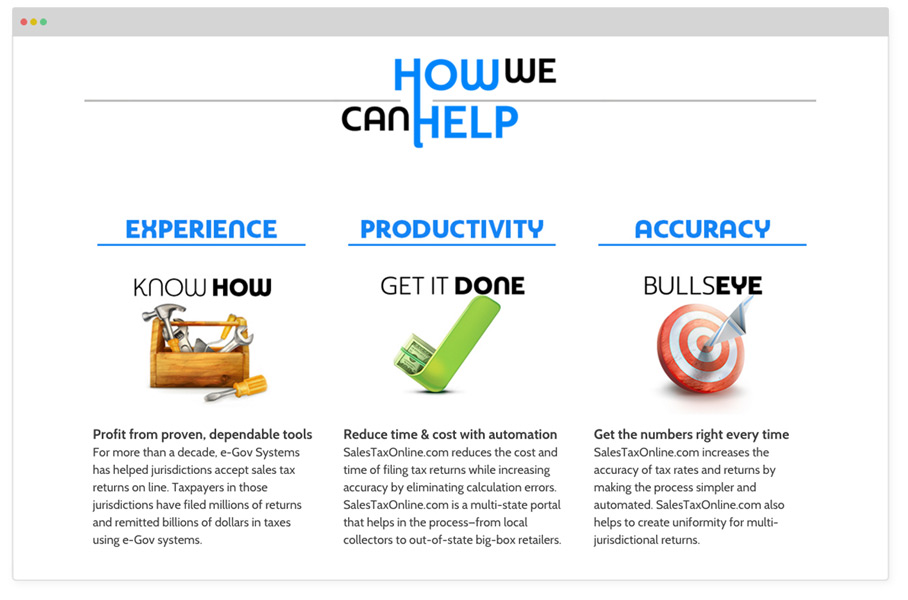 HOW WE
CAN HELP
EXPERIENCE
KNOW HOW
Profit from proven, dependable tools
For more than a decade, e-Gov Systems
has helped jurisdictions accept sales tax
returns on line. Taxpayers in those
jurisdictions have filed millions of returns
and remitted billions of dollars in taxes
using e-Gov systems.
PRODUCTIVITY
GET IT DONE
Reduce time & cost with automation
SalesTaxOnline.com reduces the cost and
time of filing tax returns while increasing
accuracy by eliminating calculation errors.
SalesTaxOnline.com is a multi-state portal
that helps in the process–from local
collectors to out-of-state big-box retailers.
ACCURACY
BULLSEYE
Get the numbers right every time
SalesTaxOnline.com increases the
accuracy of tax rates and returns by
making the process simpler and
automated. SalesTaxOnline.com also
helps to create uniformity for multi-
jurisdictional returns.